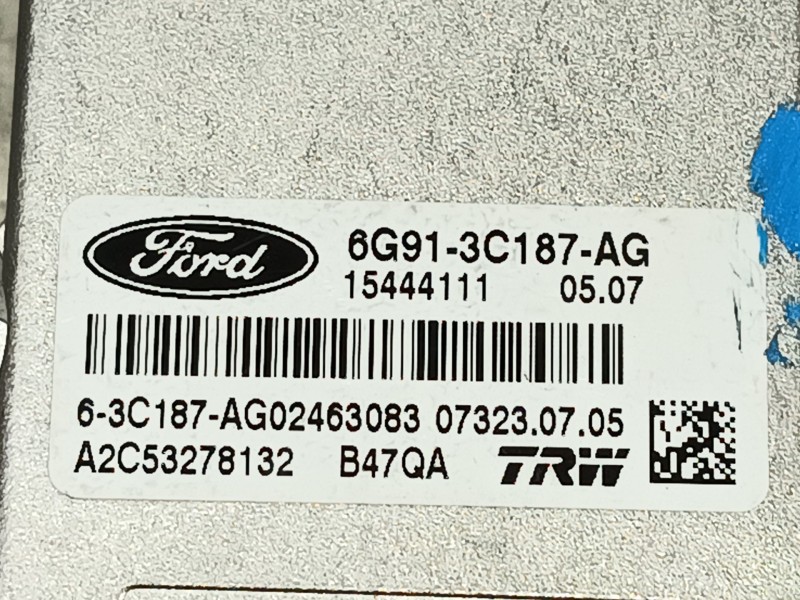 Ford
6G91-3C187-AG
15444111 05.07
6-3C187-AG02463083 07323.07.05
A2C53278132 B47QA TRW